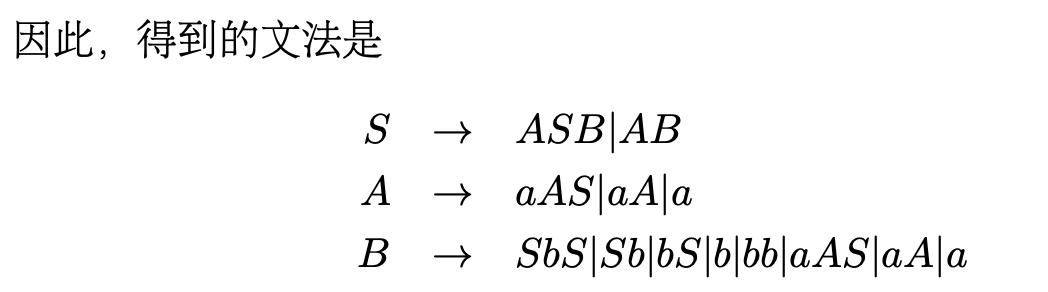 因此，得到的文法是
S → ASB|AB
A → aAS|aA|a
B → SbS|Sb|bS|b|bb|aAS|aA|a